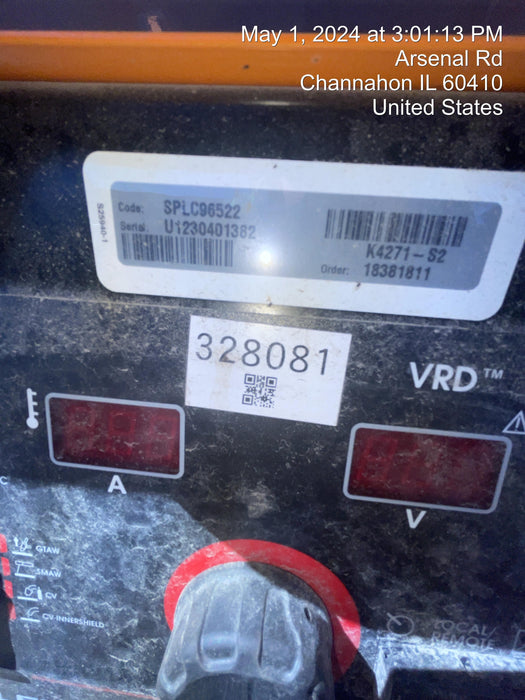 May 1, 2024 at 3:01:13 PM
Arsenal Rd
Channahon IL 60410
United States
S25940-1
Code: SPLC96522
Serial: U1230401382
K4271-S2
Order: 18381811
328081
VRD™
A
V
C
GTAW
SMAW
CV
CV-INNERSHIELD
LOCAL/
REMOTE